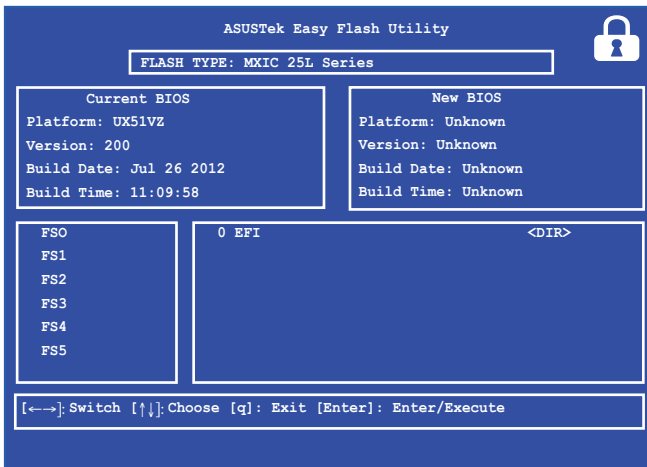 ASUSTek Easy Flash Utility
FLASH TYPE: MXIC 25L Series
Current BIOS
Platform: UX51VZ
Version: 200
Build Date: Jul 26 2012
Build Time: 11:09:58
New BIOS
Platform: Unknown
Version: Unknown
Build Date: Unknown
Build Time: Unknown
FSO
FS1
FS2
FS3
FS4
FS5
0 EFI <DIR>
[←→]: Switch [↑↓]: Choose [q]: Exit [Enter]: Enter/Execute